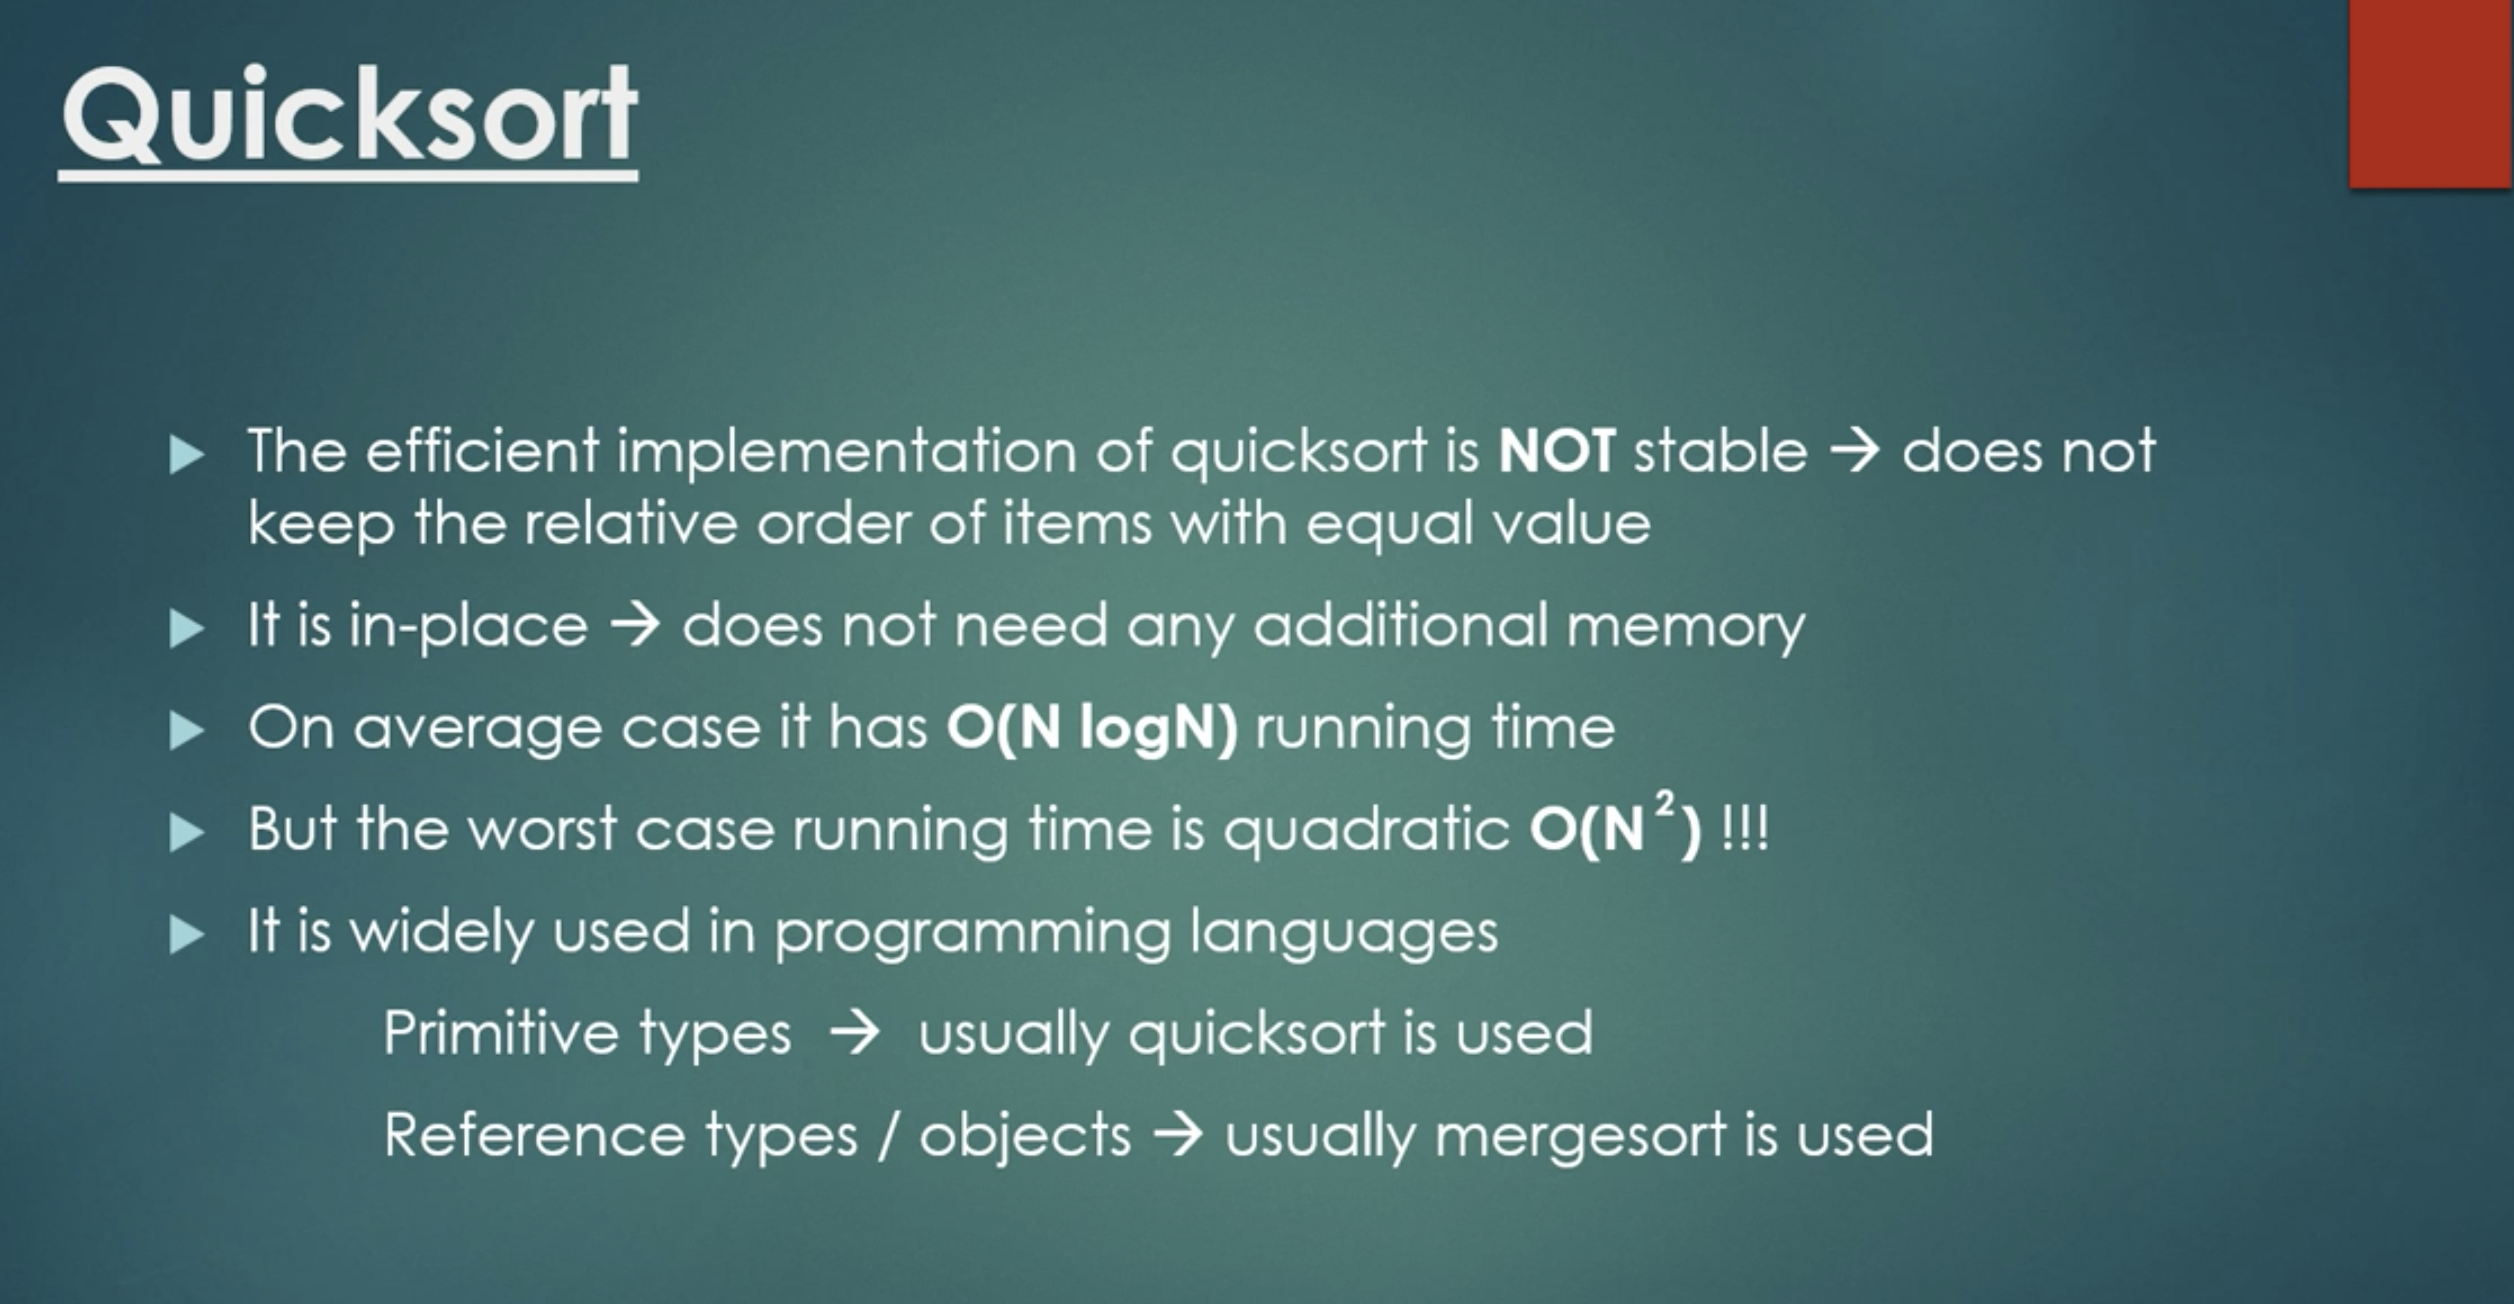 Quicksort
The efficient implementation of quicksort is NOT stable → does not
keep the relative order of items with equal value
It is in-place → does not need any additional memory
On average case it has O(N logN) running time
But the worst case running time is quadratic O(N²) !!!
It is widely used in programming languages
Primitive types → usually quicksort is used
Reference types / objects → usually mergesort is used